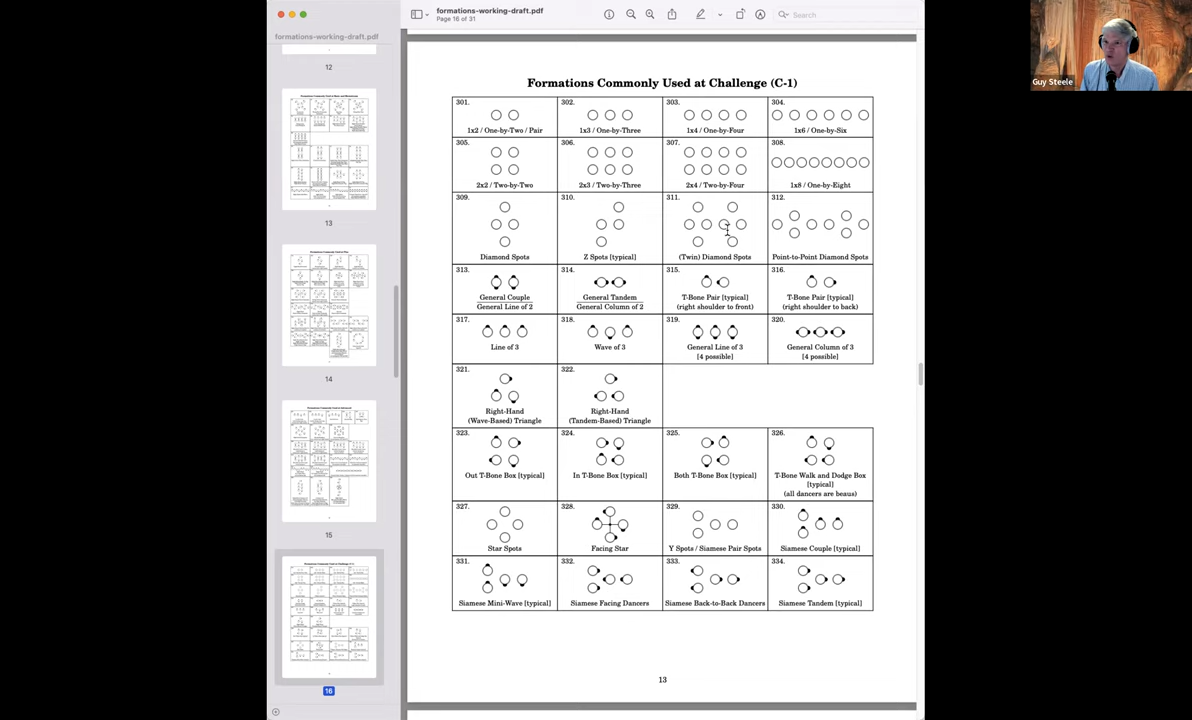 formations-working-draft.pdf
Page 16 of 31
Search
Guy Steele
formations-working-draft.pdf
12
13
14
15
16
Formations Commonly Used at Challenge (C-1)
301. 302. 303. 304.
1x2 / One-by-Two / Pair 1x3 / One-by-Three 1x4 / One-by-Four 1x6 / One-by-Six
305. 306. 307. 308.
2x2 / Two-by-Two 2x3 / Two-by-Three 2x4 / Two-by-Four 1x8 / One-by-Eight
309. 310. 311. 312.
Diamond Spots Z Spots [typical] (Twin) Diamond Spots Point-to-Point Diamond Spots
313. 314. 315. 316.
General Couple General Tandem T-Bone Pair [typical] T-Bone Pair [typical]
General Line of 2 General Column of 2 (right shoulder to front) (right shoulder to back)
317. 318. 319. 320.
Line of 3 Wave of 3 General Line of 3 General Column of 3
[4 possible] [4 possible]
321. 322.
Right-Hand Right-Hand
(Wave-Based) Triangle (Tandem-Based) Triangle
323. 324. 325. 326.
Out T-Bone Box [typical] In T-Bone Box [typical] Both T-Bone Box [typical] T-Bone Walk and Dodge Box
[typical]
(all dancers are beaus)
327. 328. 329. 330.
Star Spots Facing Star Y Spots / Siamese Pair Spots Siamese Couple [typical]
331. 332. 333. 334.
Siamese Mini-Wave [typical] Siamese Facing Dancers Siamese Back-to-Back Dancers Siamese Tandem [typical]
13